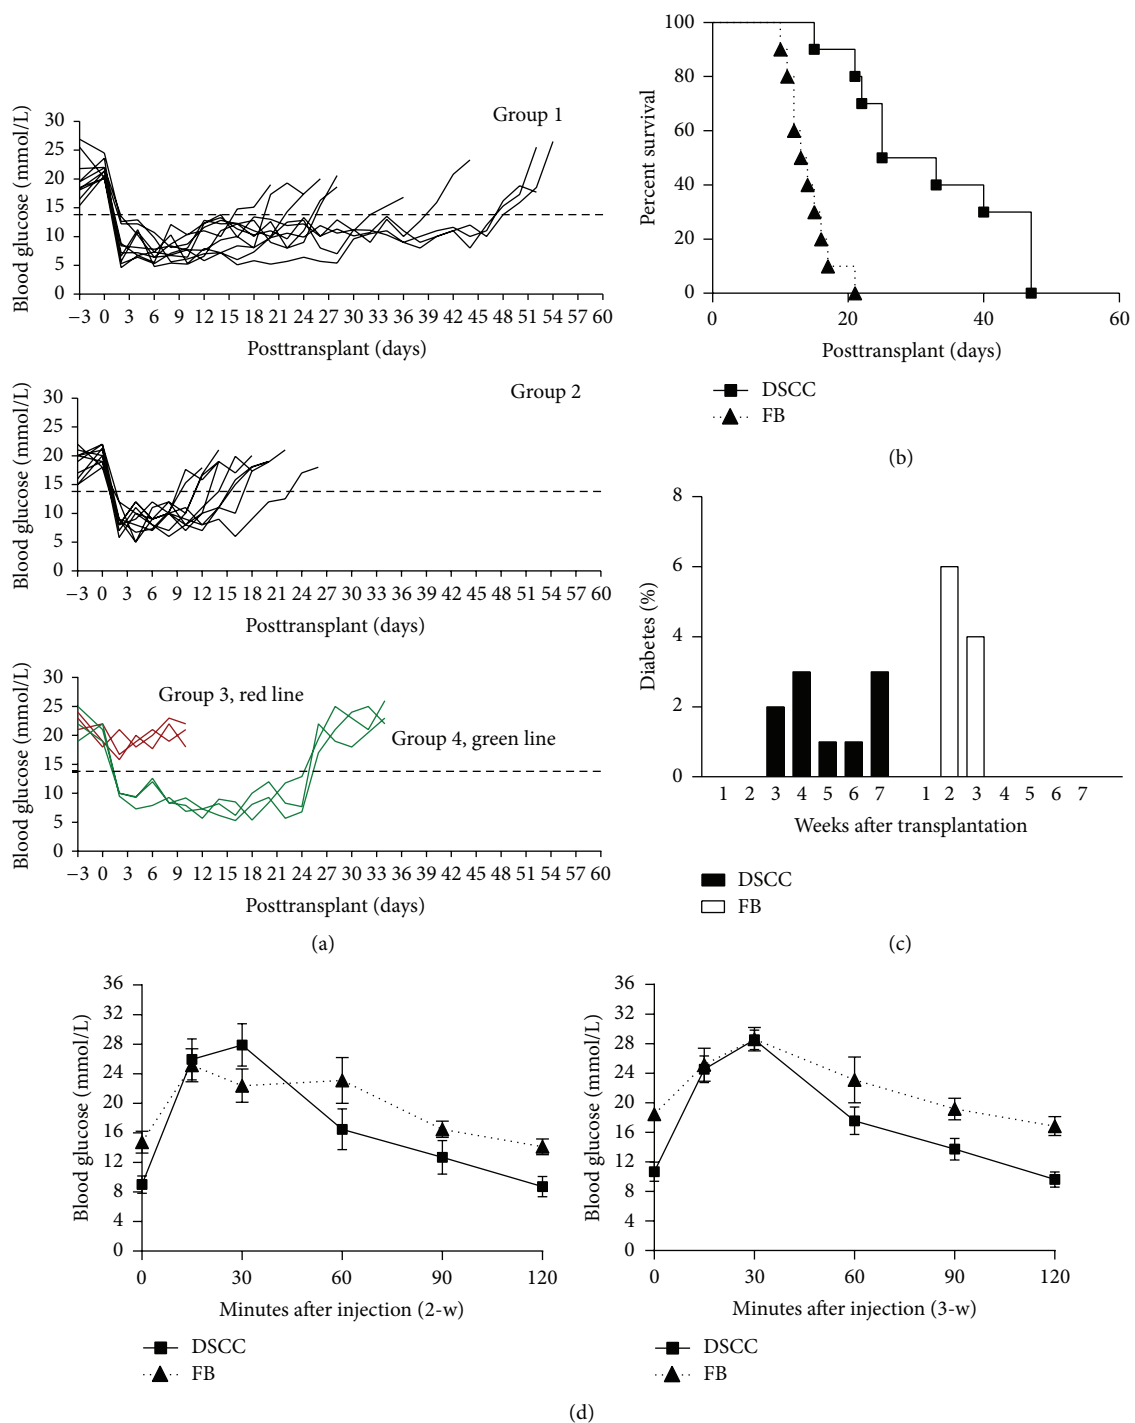 Group 1
Blood glucose (mmol/L)
30
25
20
15
10
5
0
−3 0 3 6 9 12 15 18 21 24 27 30 33 36 39 42 45 48 51 54 57 60
Posttransplant (days)
Group 2
Blood glucose (mmol/L)
30
25
20
15
10
5
0
−3 0 3 6 9 12 15 18 21 24 27 30 33 36 39 42 45 48 51 54 57 60
Posttransplant (days)
Group 3, red line
Group 4, green line
Blood glucose (mmol/L)
30
25
20
15
10
5
0
−3 0 3 6 9 12 15 18 21 24 27 30 33 36 39 42 45 48 51 54 57 60
Posttransplant (days)
(a)
Percent survival
100
80
60
40
20
0
0 20 40 60
Posttransplant (days)
DSCC
FB
(b)
Diabetes (%)
8
6
4
2
0
1 2 3 4 5 6 7 1 2 3 4 5 6 7
Weeks after transplantation
DSCC
FB
(c)
Blood glucose (mmol/L)
36
32
28
24
20
16
12
8
4
0
0 30 60 90 120
Minutes after injection (2-w)
DSCC
FB
Blood glucose (mmol/L)
36
32
28
24
20
16
12
8
4
0
0 30 60 90 120
Minutes after injection (3-w)
DSCC
FB
(d)